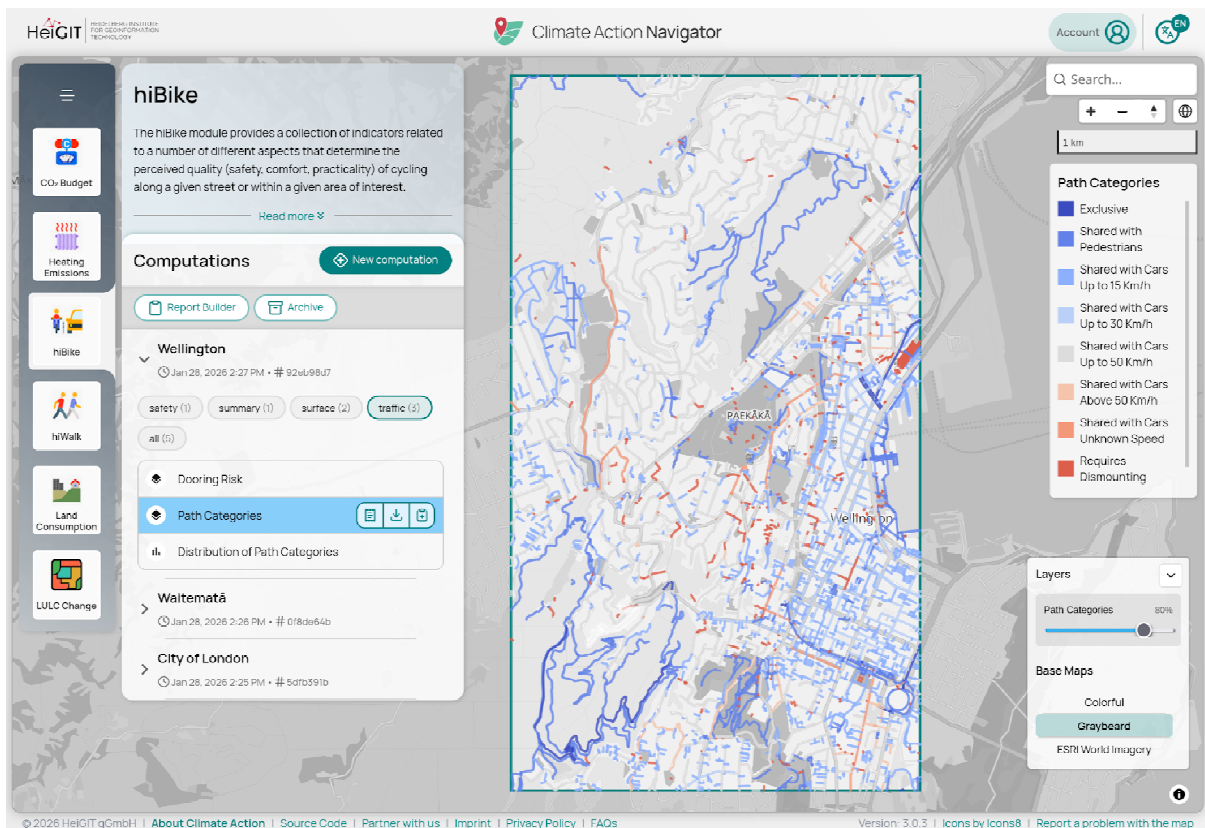 HeiGIT
HEIDELBERG INSTITUTE
FOR GEOINFORMATION
TECHNOLOGY
Climate Action Navigator
Account
EN
CO₂ Budget
Heating
Emissions
hiBike
hiWalk
Land
Consumption
LULC Change
hiBike
The hiBike module provides a collection of indicators related
to a number of different aspects that determine the
perceived quality (safety, comfort, practicality) of cycling
along a given street or within a given area of interest.
Read more
Computations
New computation
Report Builder
Archive
Wellington
Jan 28, 2026 2:27 PM • # 92eb98d7
safety (1)
summary (1)
surface (2)
traffic (3)
all (5)
Dooring Risk
Path Categories
Distribution of Path Categories
Waitematā
Jan 28, 2026 2:26 PM • # 0f8de64b
City of London
Jan 28, 2026 2:25 PM • # 5dfb391b
PAEKĀKĀ
Wellington
Search...
1 km
Path Categories
Exclusive
Shared with
Pedestrians
Shared with Cars
Up to 15 Km/h
Shared with Cars
Up to 30 Km/h
Shared with Cars
Up to 50 Km/h
Shared with Cars
Above 50 Km/h
Shared with Cars
Unknown Speed
Requires
Dismounting
Layers
Path Categories 80%
Base Maps
Colorful
Graybeard
ESRI World Imagery
© 2026 HeiGIT gGmbH | About Climate Action | Source Code | Partner with us | Imprint | Privacy Policy | FAQs
Version: 3.0.3 | Icons by Icons8 | Report a problem with the map